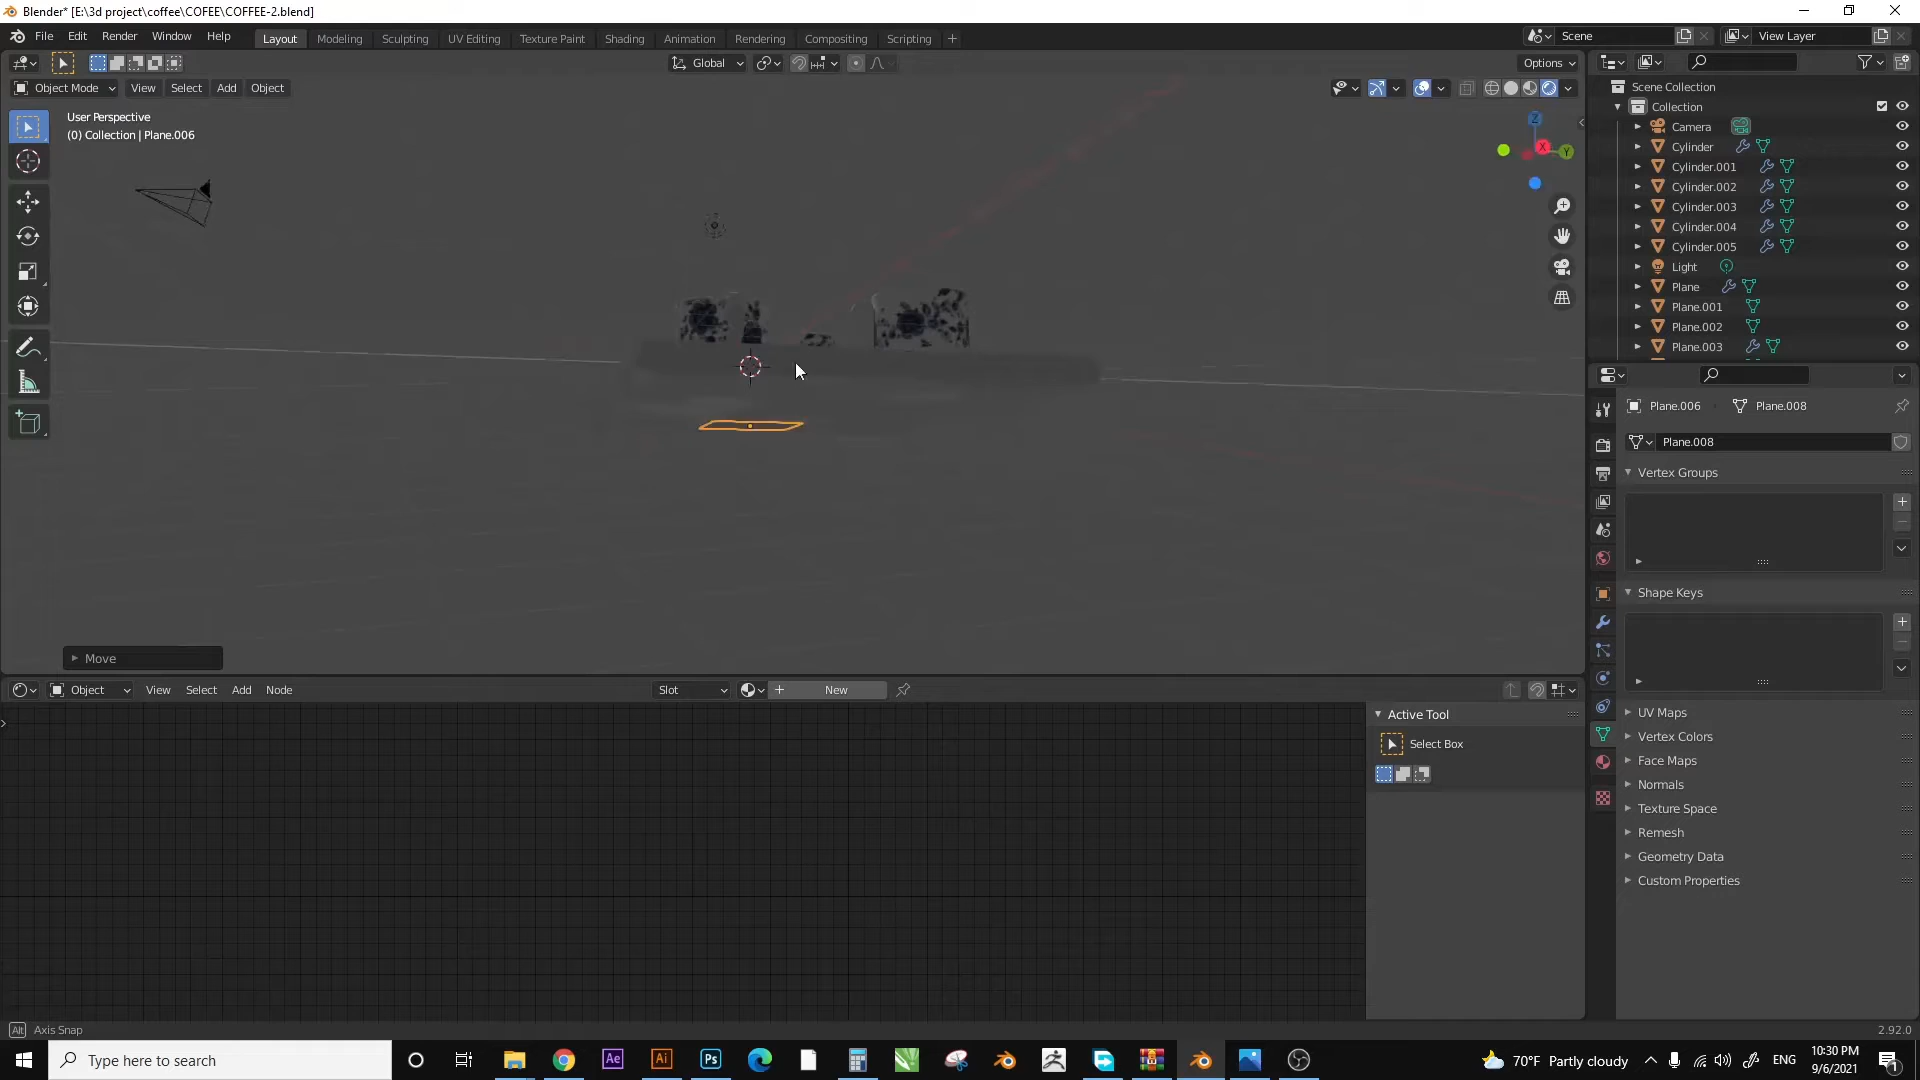 Blender* [E:\3d project\coffee\COFEE\COFFEE-2.blend]
File Edit Render Window Help Layout Modeling Sculpting UV Editing Texture Paint Shading Animation Rendering Compositing Scripting + Scene View Layer
Global Options
Object Mode View Select Add Object
User Perspective
(0) Collection | Plane.006
Z
X
Y
Scene Collection
Collection
Camera
Cylinder
Cylinder.001
Cylinder.002
Cylinder.003
Cylinder.004
Cylinder.005
Light
Plane
Plane.001
Plane.002
Plane.003
Plane.006 Plane.008
Plane.008
Vertex Groups
Shape Keys
UV Maps
Vertex Colors
Face Maps
Normals
Texture Space
Remesh
Geometry Data
Custom Properties
Move
Object View Select Add Node Slot + New
Active Tool
Select Box
Alt Axis Snap
2.92.0
Type here to search
Ae Ai Ps
70°F Partly cloudy
ENG
10:30 PM
9/6/2021
1